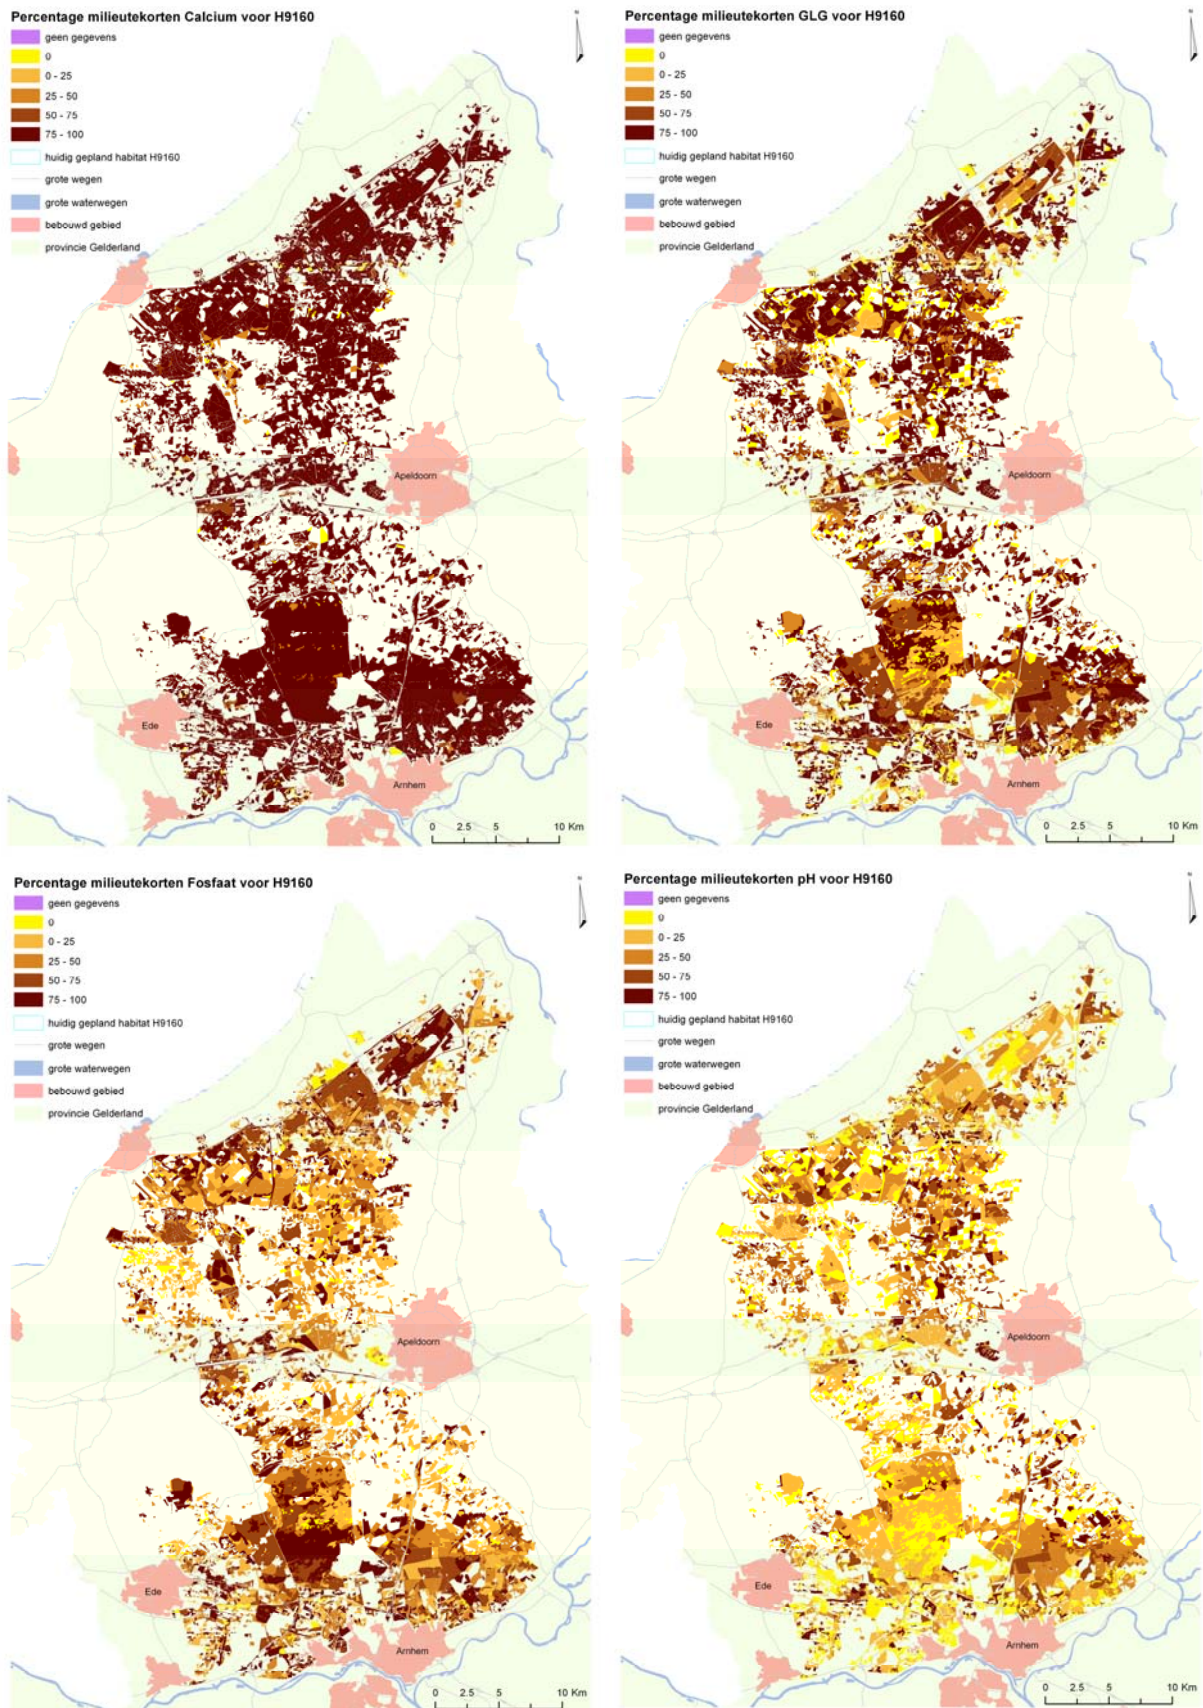 Percentage milieutekorten Calcium voor H9160
geen gegevens
0
0 - 25
25 - 50
50 - 75
75 - 100
huidig gepland habitat H9160
grote wegen
grote waterwegen
bebouwd gebied
provincie Gelderland
N
Apeldoorn
Ede
Arnhem
0 2.5 5 10 Km
Percentage milieutekorten GLG voor H9160
geen gegevens
0
0 - 25
25 - 50
50 - 75
75 - 100
huidig gepland habitat H9160
grote wegen
grote waterwegen
bebouwd gebied
provincie Gelderland
N
Apeldoorn
Ede
Arnhem
0 2.5 5 10 Km
Percentage milieutekorten Fosfaat voor H9160
geen gegevens
0
0 - 25
25 - 50
50 - 75
75 - 100
huidig gepland habitat H9160
grote wegen
grote waterwegen
bebouwd gebied
provincie Gelderland
N
Apeldoorn
Ede
Arnhem
0 2.5 5 10 Km
Percentage milieutekorten pH voor H9160
geen gegevens
0
0 - 25
25 - 50
50 - 75
75 - 100
huidig gepland habitat H9160
grote wegen
grote waterwegen
bebouwd gebied
provincie Gelderland
N
Apeldoorn
Ede
Arnhem
0 2.5 5 10 Km